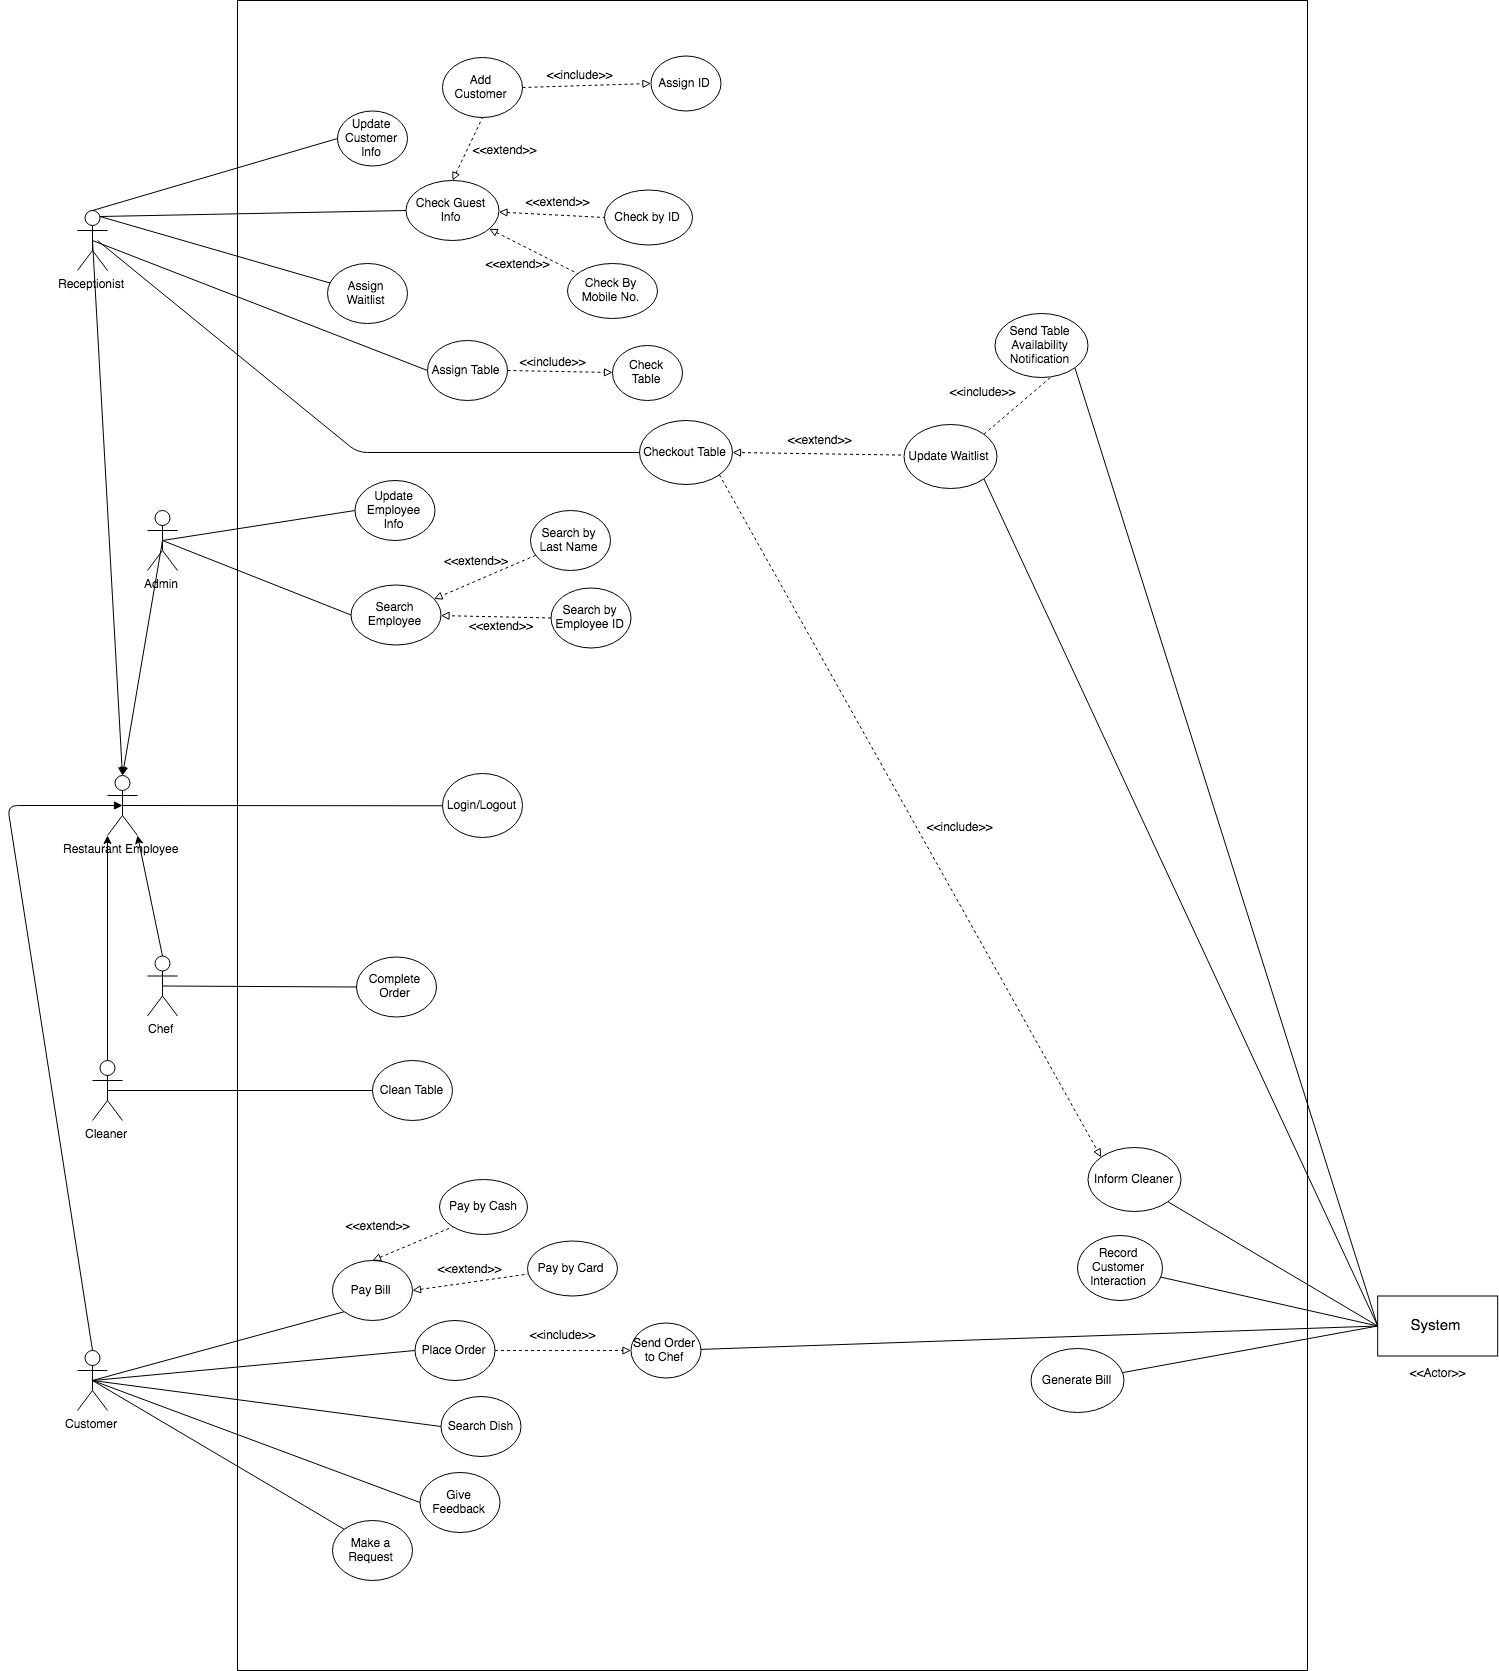 Add
Customer
<<include>>
Assign ID
Update
Customer
Info
<<extend>>
Check Guest
Info
<<extend>>
Check by ID
<<extend>>
Check By
Mobile No.
Receptionist
Assign
Waitlist
Send Table
Availability
Notification
Assign Table
<<include>>
Check
Table
<<include>>
Checkout Table
<<extend>>
Update Waitlist
Update
Employee
Info
Search by
Last Name
<<extend>>
Admin
Search
Employee
<<extend>>
Search by
Employee ID
Login/Logout
Restaurant Employee
<<include>>
Complete
Order
Chef
Clean Table
Cleaner
Inform Cleaner
Pay by Cash
<<extend>>
Record
Customer
Interaction
Pay Bill
<<extend>>
Pay by Card
System
<<Actor>>
Place Order
<<include>>
Send Order
to Chef
Generate Bill
Customer
Search Dish
Give
Feedback
Make a
Request